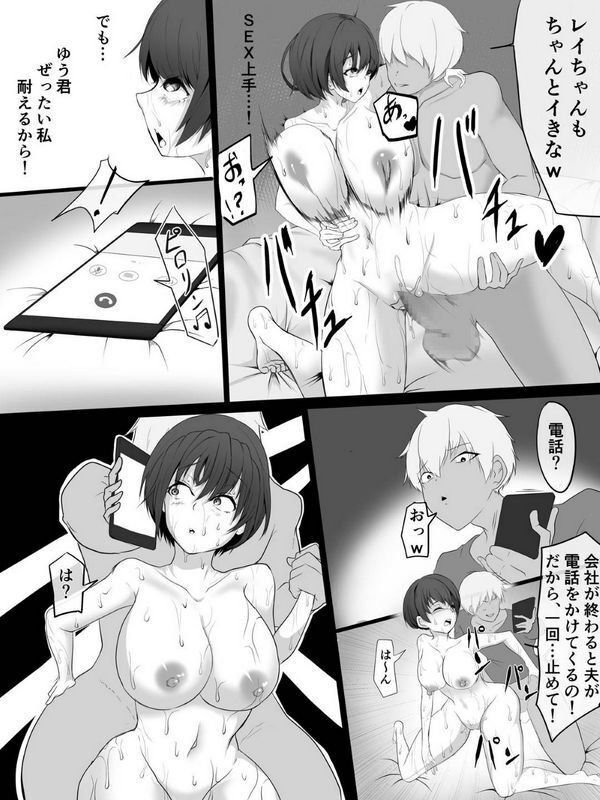 レイちゃんも
ちゃんとイきなw
あっ
SEX上手…！
おっ！？
バチュ
バチュ
でも…
ゆう君
ぜったい私
耐えるから！
！
ピロリン♫
電話？
おっw
会社が終わると夫が
電話をかけてくるの！
だから、一回…止めて！
は〜ん
パン
パン
は？